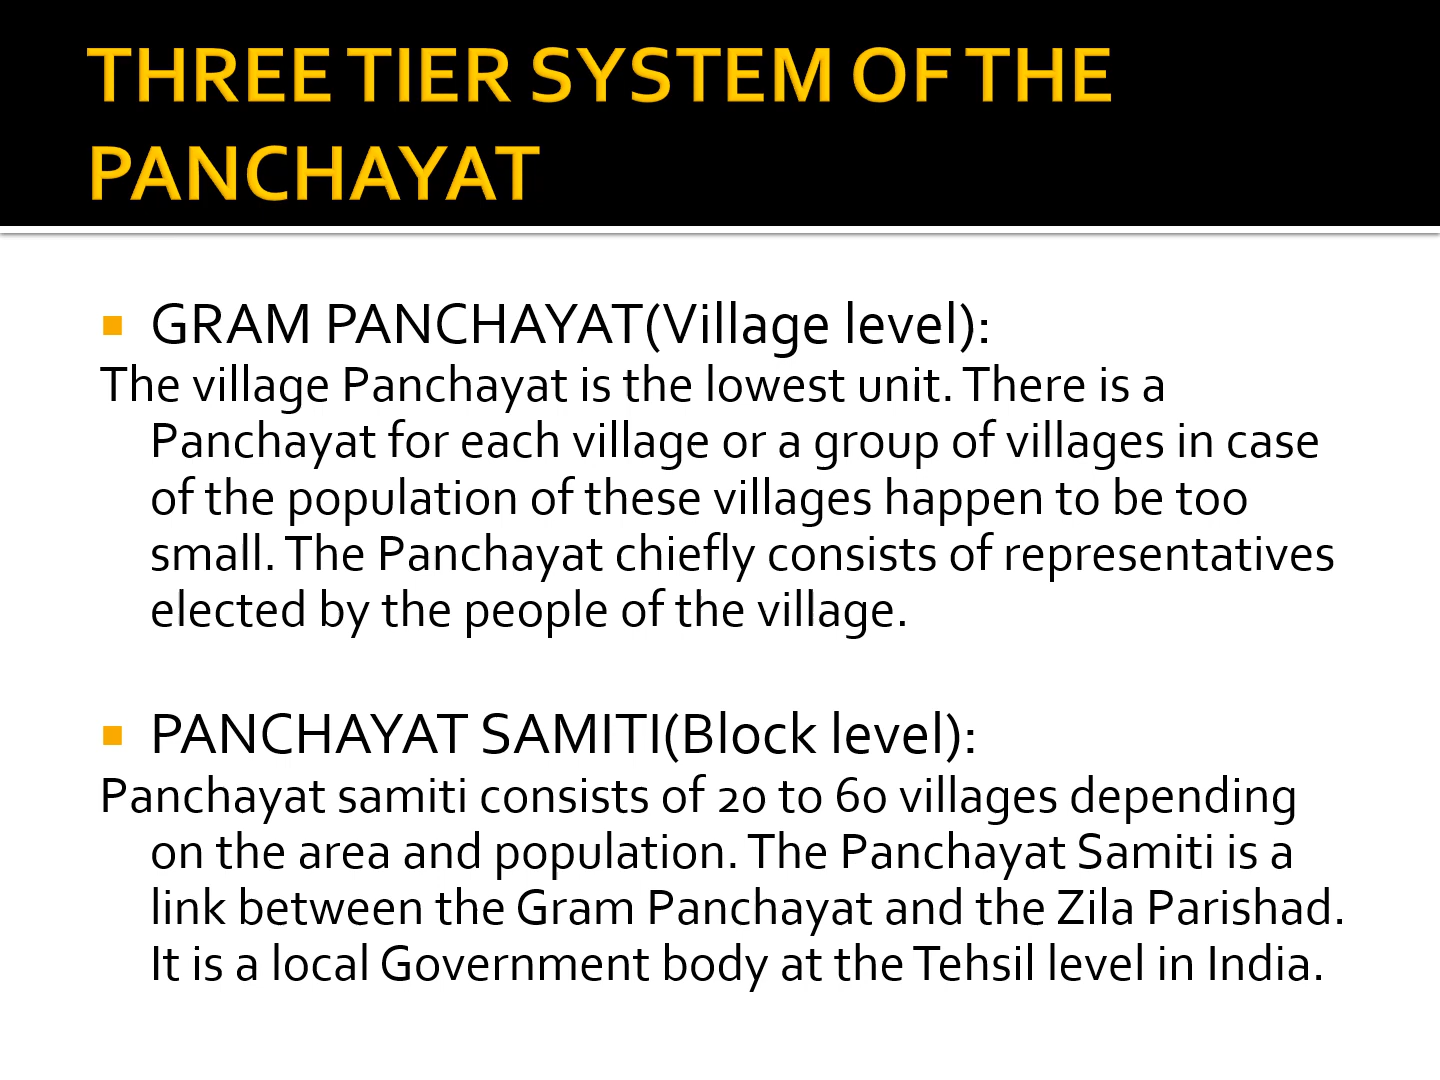 THREE TIER SYSTEM OF THE
PANCHAYAT
GRAM PANCHAYAT(Village level):
The village Panchayat is the lowest unit. There is a
Panchayat for each village or a group of villages in case
of the population of these villages happen to be too
small. The Panchayat chiefly consists of representatives
elected by the people of the village.
PANCHAYAT SAMITI(Block level):
Panchayat samiti consists of 20 to 60 villages depending
on the area and population. The Panchayat Samiti is a
link between the Gram Panchayat and the Zila Parishad.
It is a local Government body at the Tehsil level in India.